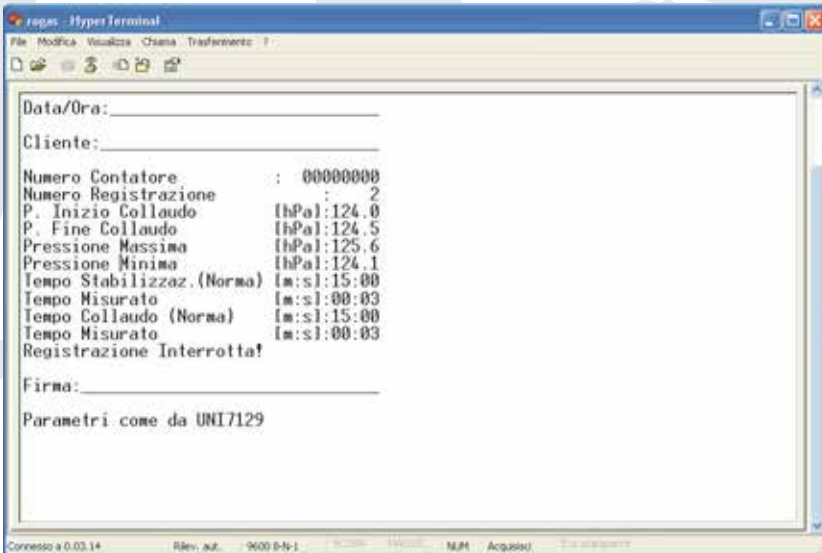 rogas - HyperTerminal
File Modifica Visualizza Chiama Trasferimento ?
Data/Ora:
Cliente:
Numero Contatore : 00000000
Numero Registrazione : 2
P. Inizio Collaudo [hPa]:124.0
P. Fine Collaudo [hPa]:124.5
Pressione Massima [hPa]:125.6
Pressione Minima [hPa]:124.1
Tempo Stabilizzaz.(Norma) [m:s]:15:00
Tempo Misurato [m:s]:00:03
Tempo Collaudo (Norma) [m:s]:15:00
Tempo Misurato [m:s]:00:03
Registrazione Interrotta!
Firma:
Parametri come da UNI7129
Connesso a 0.03.14 Rilev. aut. 9600 8-N-1 NUM Acquisisci